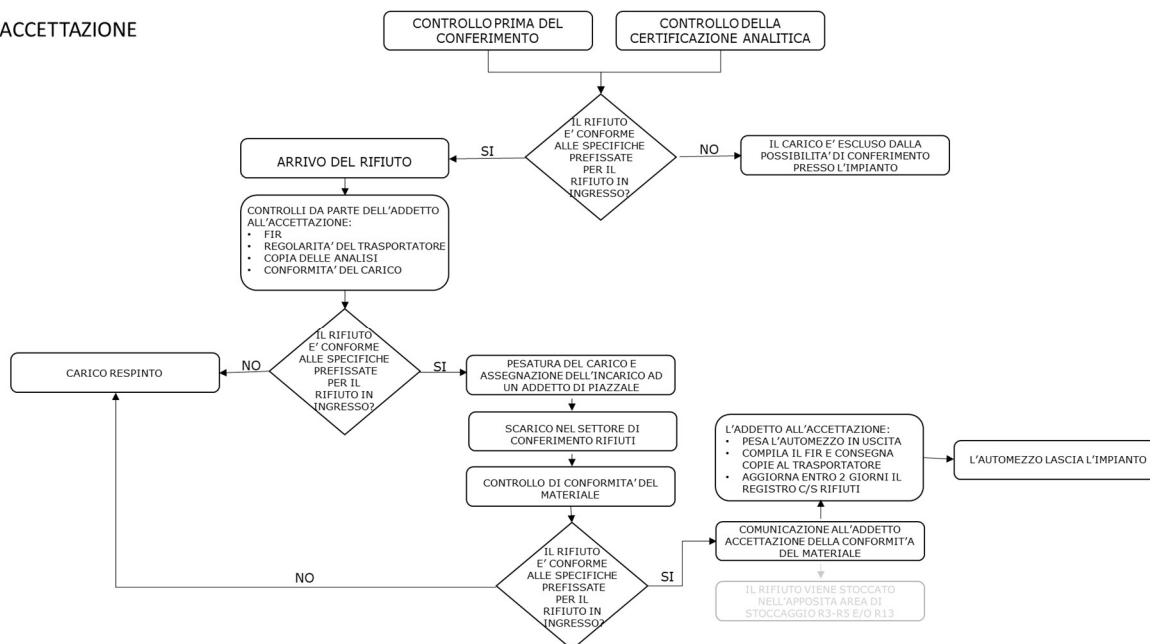 ACCETTAZIONE
CONTROLLO PRIMA DEL
CONFERIMENTO
CONTROLLO DELLA
CERTIFICAZIONE ANALITICA
IL RIFIUTO
E' CONFORME
ALLE SPECIFICHE
PREFISSATE
PER IL
RIFIUTO IN
INGRESSO?
SI
NO
ARRIVO DEL RIFIUTO
IL CARICO E' ESCLUSO DALLA
POSSIBILITA' DI CONFERIMENTO
PRESSO L'IMPIANTO
CONTROLLI DA PARTE DELL'ADDETTO
ALL'ACCETTAZIONE:
• FIR
• REGOLARITA' DEL TRASPORTATORE
• COPIA DELLE ANALISI
• CONFORMITA' DEL CARICO
IL RIFIUTO
E' CONFORME
ALLE SPECIFICHE
PREFISSATE
PER IL
RIFIUTO IN
INGRESSO?
NO
SI
CARICO RESPINTO
PESATURA DEL CARICO E
ASSEGNAZIONE DELL'INCARICO AD
UN ADDETTO DI PIAZZALE
SCARICO NEL SETTORE DI
CONFERIMENTO RIFIUTI
CONTROLLO DI CONFORMITA' DEL
MATERIALE
IL RIFIUTO
E' CONFORME
ALLE SPECIFICHE
PREFISSATE
PER IL
RIFIUTO IN
INGRESSO?
NO
SI
L'ADDETTO ALL'ACCETTAZIONE:
• PESA L'AUTOMEZZO IN USCITA
• COMPILA IL FIR E CONSEGNA
COPIE AL TRASPORTATORE
• AGGIORNA ENTRO 2 GIORNI IL
REGISTRO C/S RIFIUTI
L'AUTOMEZZO LASCIA L'IMPIANTO
COMUNICAZIONE ALL'ADDETTO
ACCETTAZIONE DELLA CONFORMIT'A
DEL MATERIALE
IL RIFIUTO VIENE STOCCATO
NELL'APPOSITA AREA DI
STOCCAGGIO R3-R5 E/O R13